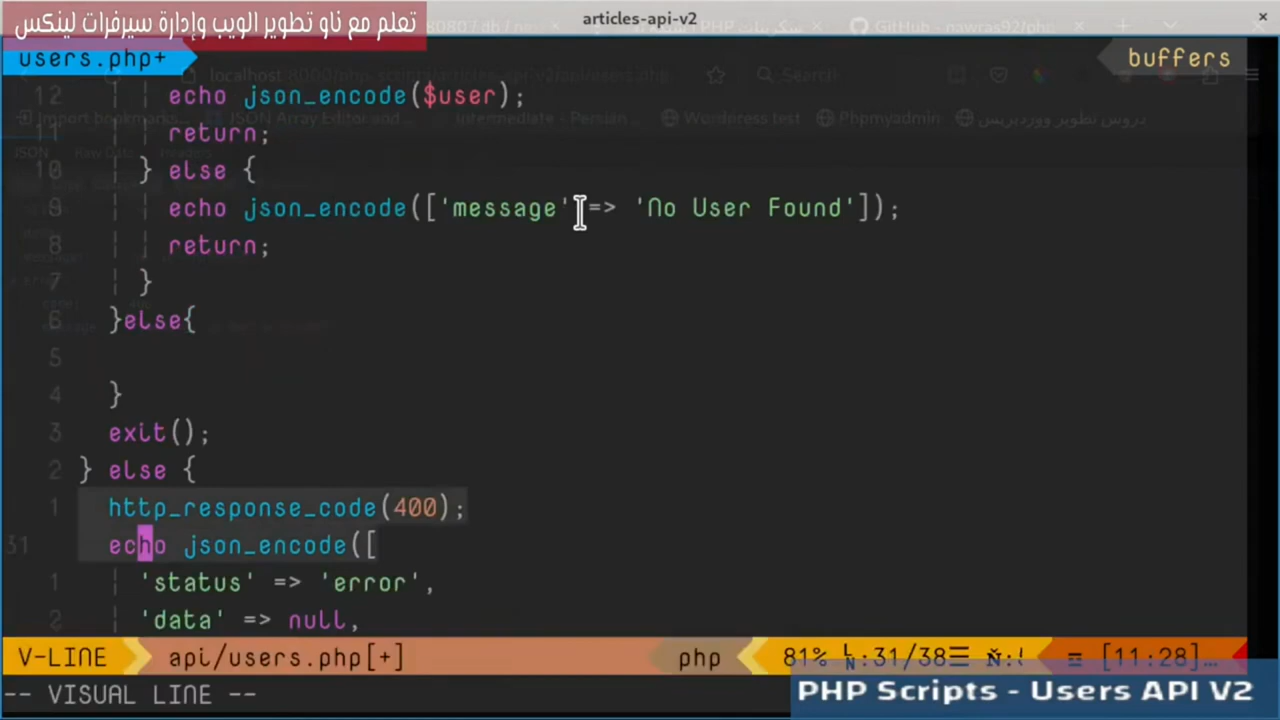 articles-api-v2
تعلم مع ناو تطوير الويب وإدارة سيرفرات لينكس
users.php+
buffers
12 echo json_encode($user);
11 return;
10 } else {
9 echo json_encode(['message' => 'No User Found']);
8 return;
7 }
6 }else{
5
4 }
3 exit();
2 } else {
1 http_response_code(400);
31 echo json_encode([
1 'status' => 'error',
2 'data' => null,
V-LINE api/users.php[+] php 81% ㏑:31/38☰ [11:28]…
-- VISUAL LINE --
PHP Scripts - Users API V2